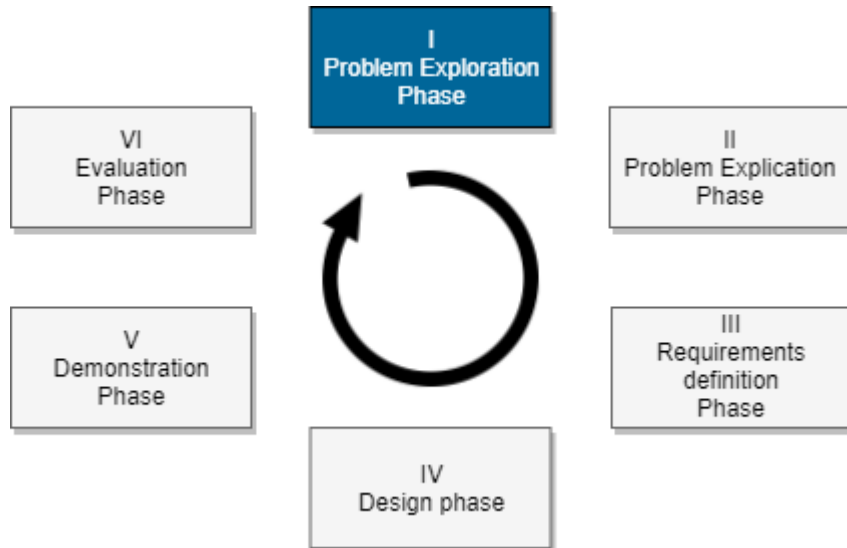 I
Problem Exploration
Phase
II
Problem Explication
Phase
III
Requirements
definition
Phase
IV
Design phase
V
Demonstration
Phase
VI
Evaluation
Phase